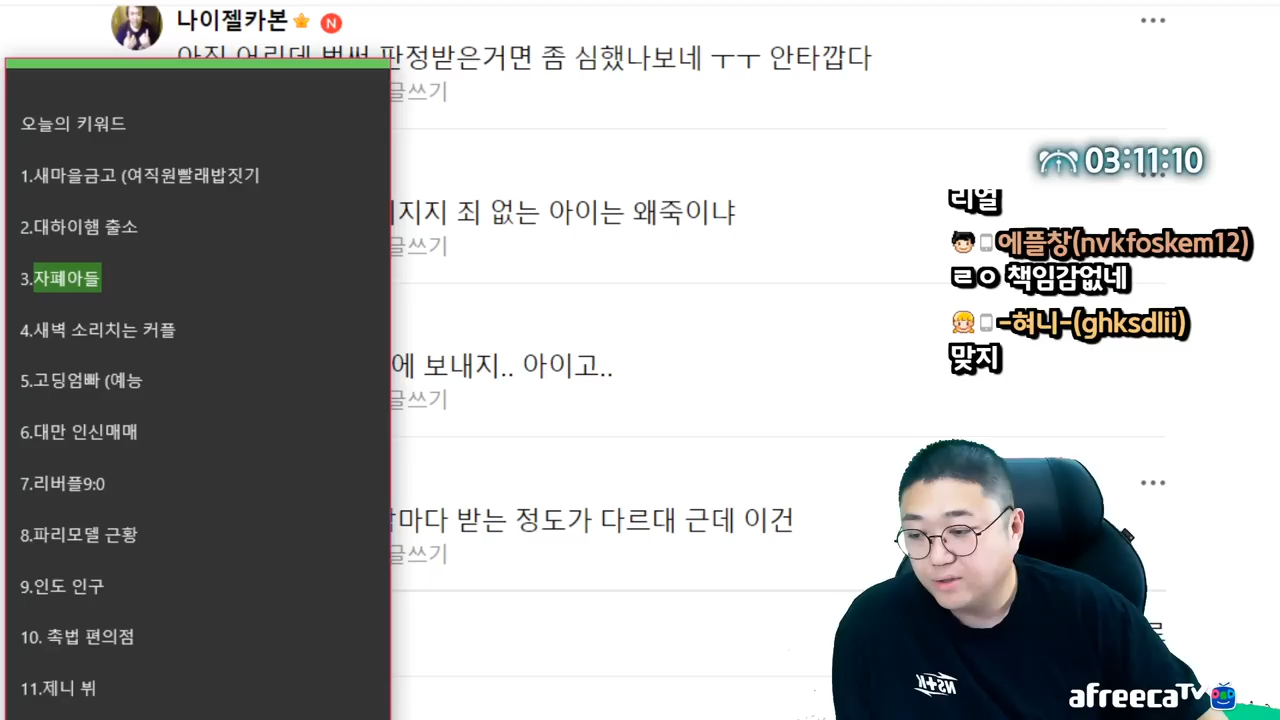 나이젤카본
N
아직 어린데 벌써 판정받은거면 좀 심했나보네 ㅜㅜ 안타깝다
글쓰기
지지 죄 없는 아이는 왜죽이냐
글쓰기
에 보내지.. 아이고..
글쓰기
마다 받는 정도가 다르대 근데 이건
글쓰기
오늘의 키워드
1.새마을금고 (여직원빨래밥짓기
2.대하이햄 출소
3.자폐아들
4.새벽 소리치는 커플
5.고딩엄빠 (예능
6.대만 인신매매
7.리버플9:0
8.파리모델 근황
9.인도 인구
10. 촉법 편의점
11.제니 뷔
03:11:10
리얼
에플창(nvkfoskem12)
ㄹㅇ 책임감없네
-혀니-(ghksdlii)
맞지
afreecaTV